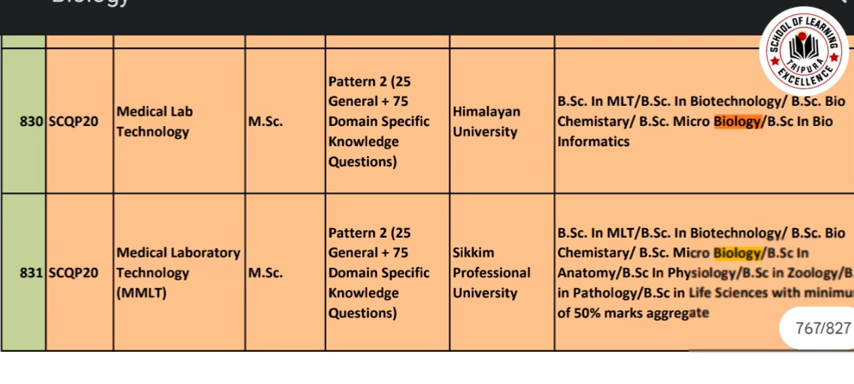 Biology
SCHOOL OF LEARNING
TRIPURA
EXCELLENCE
830 SCQP20
Medical Lab
Technology
M.Sc.
Pattern 2 (25
General + 75
Domain Specific
Knowledge
Questions)
Himalayan
University
B.Sc. In MLT/B.Sc. In Biotechnology/ B.Sc. Bio
Chemistary/ B.Sc. Micro Biology/B.Sc In Bio
Informatics
831 SCQP20
Medical Laboratory
Technology
(MMLT)
M.Sc.
Pattern 2 (25
General + 75
Domain Specific
Knowledge
Questions)
Sikkim
Professional
University
B.Sc. In MLT/B.Sc. In Biotechnology/ B.Sc. Bio
Chemistary/ B.Sc. Micro Biology/B.Sc In
Anatomy/B.Sc In Physiology/B.Sc in Zoology/B.
in Pathology/B.Sc in Life Sciences with minimu
of 50% marks aggregate
767/827